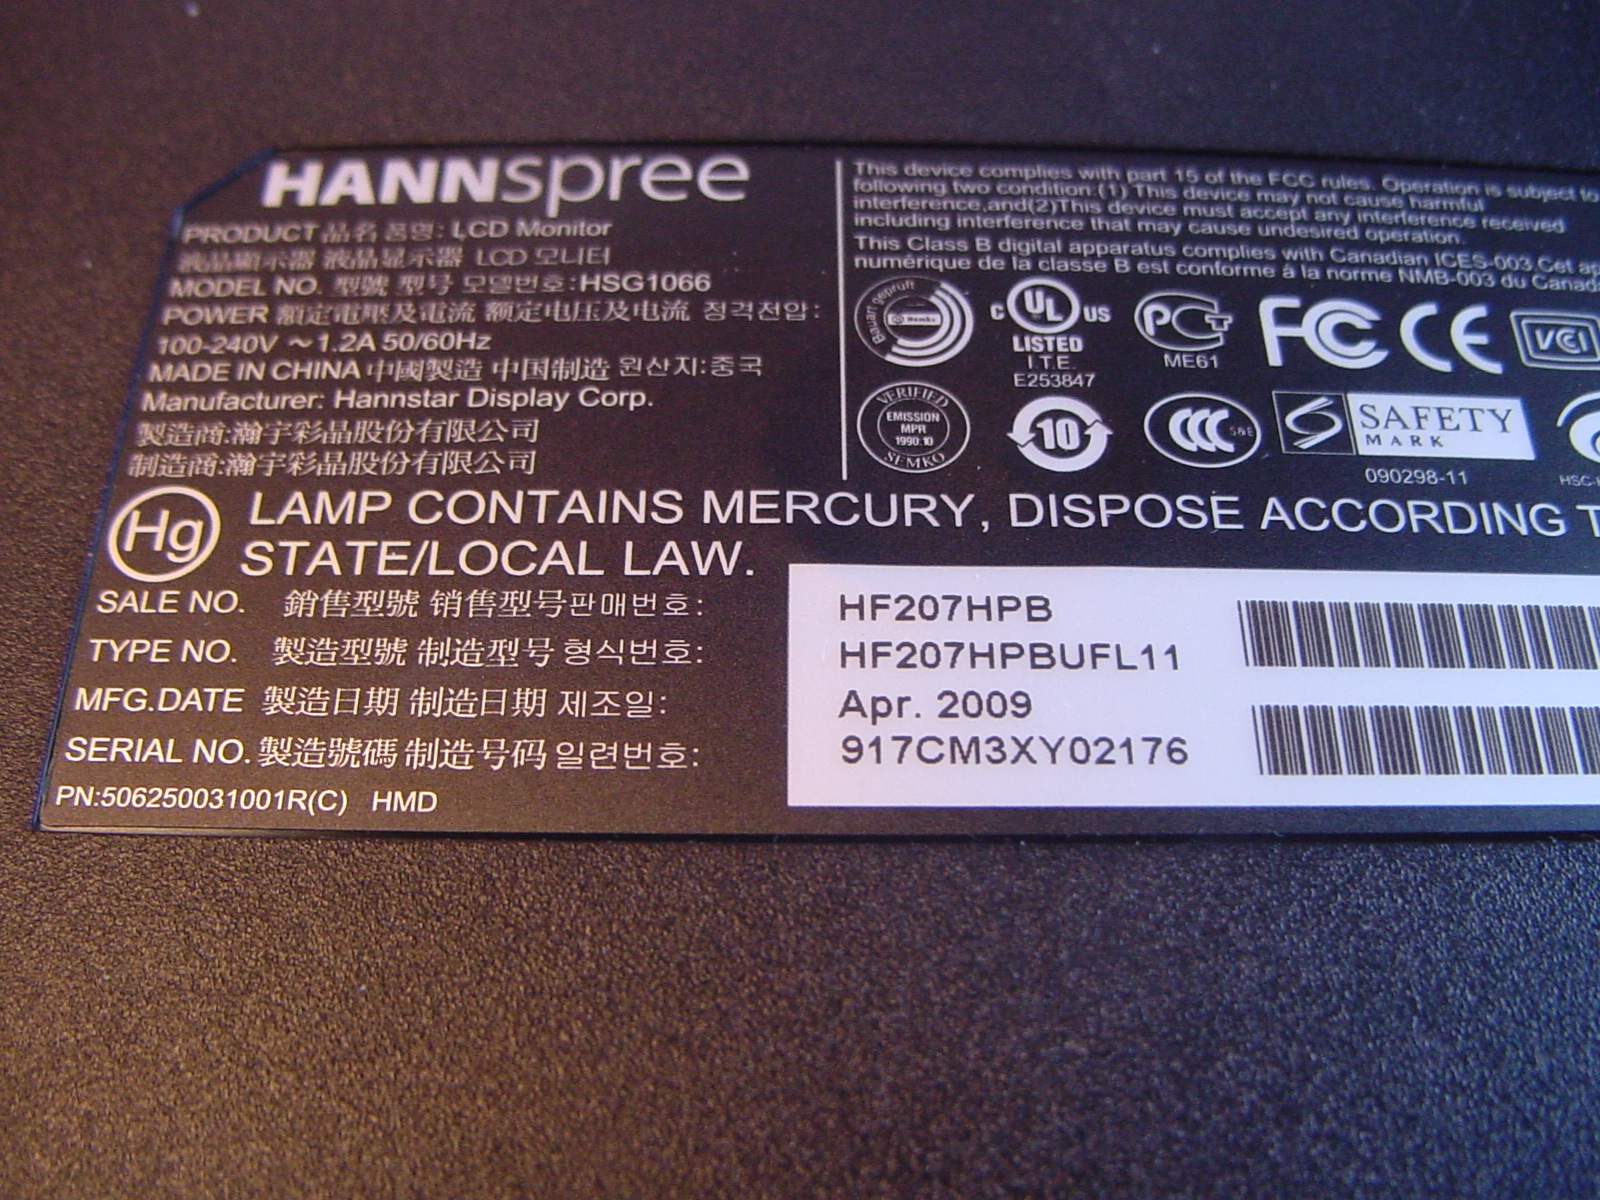 HANNspree
PRODUCT 品名 품명: LCD Monitor
液晶顯示器 液晶显示器 LCD 모니터
MODEL NO. 型號 型号 모델번호:HSG1066
POWER 額定電壓及電流 额定电压及电流 정격전압:
100-240V ~ 1.2A 50/60Hz
MADE IN CHINA 中國製造 中国制造 원산지:중국
Manufacturer: Hannstar Display Corp.
製造商:瀚宇彩晶股份有限公司
制造商:瀚宇彩晶股份有限公司
This device complies with part 15 of the FCC rules. Operation is subject to
following two condition:(1) This device may not cause harmful
interference,and(2)This device must accept any interference received
including interference that may cause undesired operation.
This Class B digital apparatus complies with Canadian ICES-003.Cet
numérique de la classe B est conforme à la norme NMB-003 du
Bauart geprüft
C UL US
LISTED
I.T.E.
E253847
PCT
ME61
FC CE
VCI
VERIFIED
EMISSION
MPR
1990:10
SEMKO
10
CCC S&E
SAFETY
MARK
090298-11
HSC-
Hg LAMP CONTAINS MERCURY, DISPOSE ACCORDING
STATE/LOCAL LAW.
SALE NO. 銷售型號 销售型号판매번호: HF207HPB
TYPE NO. 製造型號 制造型号 형식번호: HF207HPBUFL11
MFG.DATE 製造日期 制造日期 제조일: Apr. 2009
SERIAL NO. 製造號碼 制造号码 일련번호: 917CM3XY02176
PN:506250031001R(C) HMD